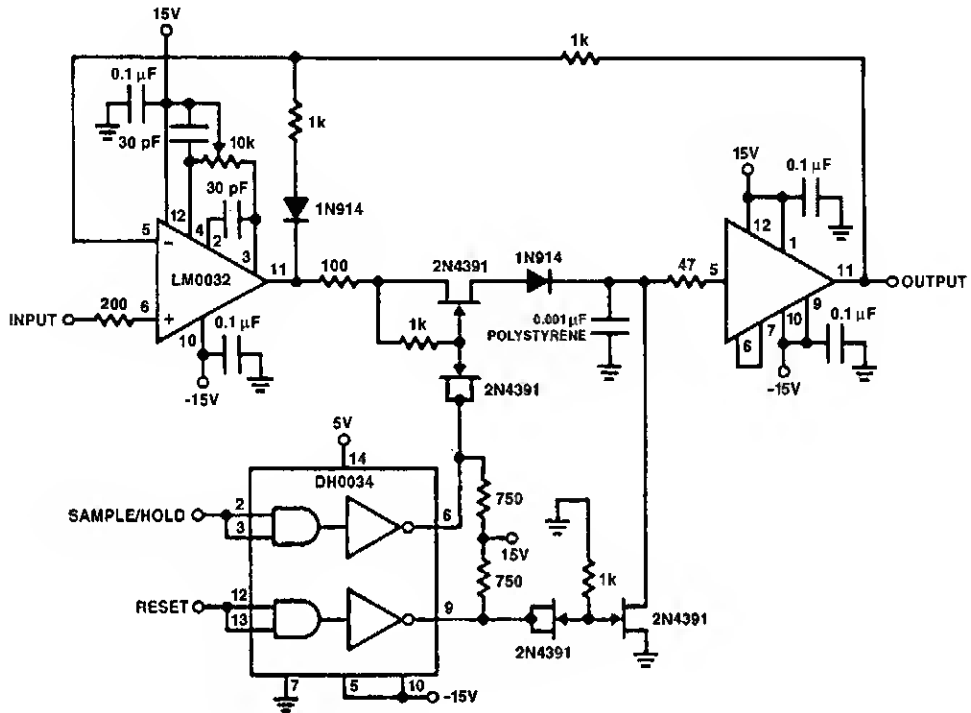 15V
1k
0.1 μF
1k
30 pF
10k
30 pF
1N914
15V
0.1 μF
5
12
4
2
3
-
LM0032
11
100
2N4391
1N914
47
5
12
1
11
OUTPUT
INPUT
200
6
+
10
0.1 μF
-15V
1k
0.001 μF
POLYSTYRENE
6
7
10
9
0.1 μF
-15V
2N4391
5V
14
DH0034
SAMPLE/HOLD
2
3
6
750
15V
750
1k
RESET
12
13
9
2N4391
2N4391
7
5
10
-15V